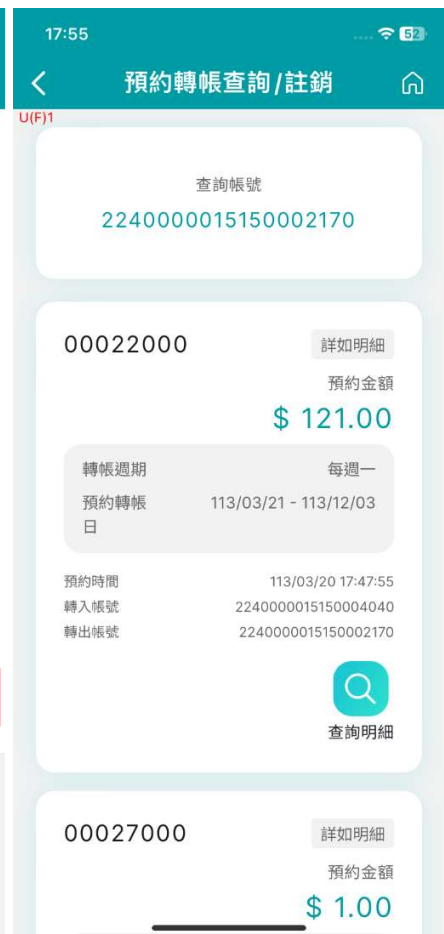 17:55
52
預約轉帳查詢/註銷
U(F)1
查詢帳號
2240000015150002170
00022000
詳如明細
預約金額
$ 121.00
轉帳週期 每週一
預約轉帳日 113/03/21 - 113/12/03
預約時間 113/03/20 17:47:55
轉入帳號 2240000015150004040
轉出帳號 2240000015150002170
查詢明細
00027000
詳如明細
預約金額
$ 1.00